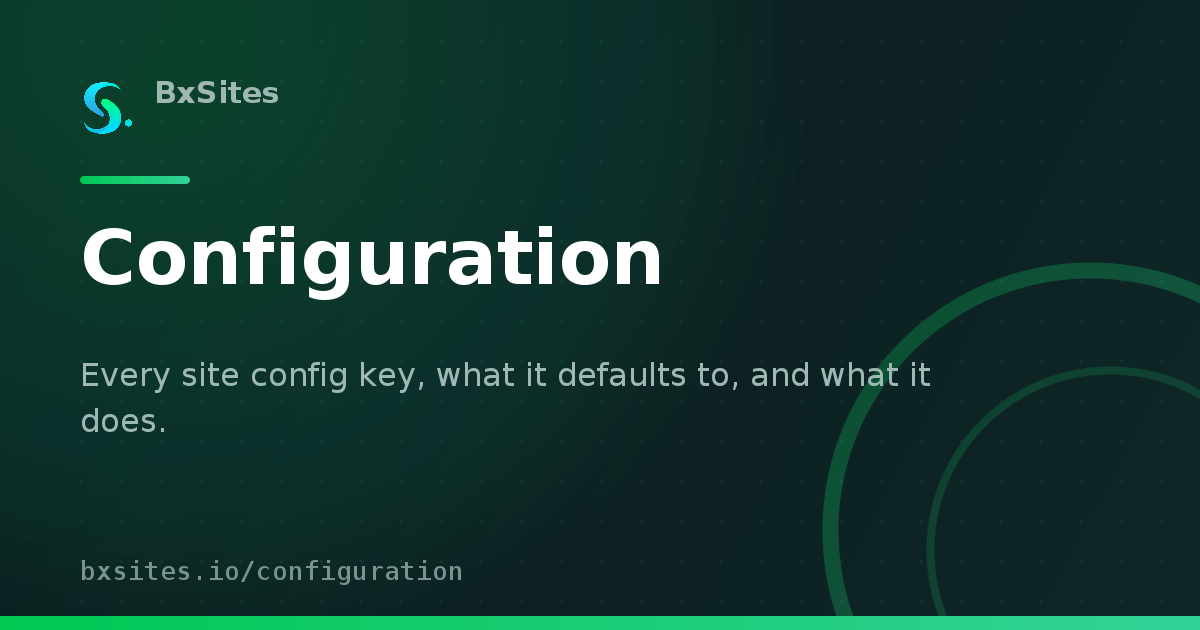 BxSites
Configuration
Every site config key, what it defaults to, and what it
does.
bxsites.io/configuration